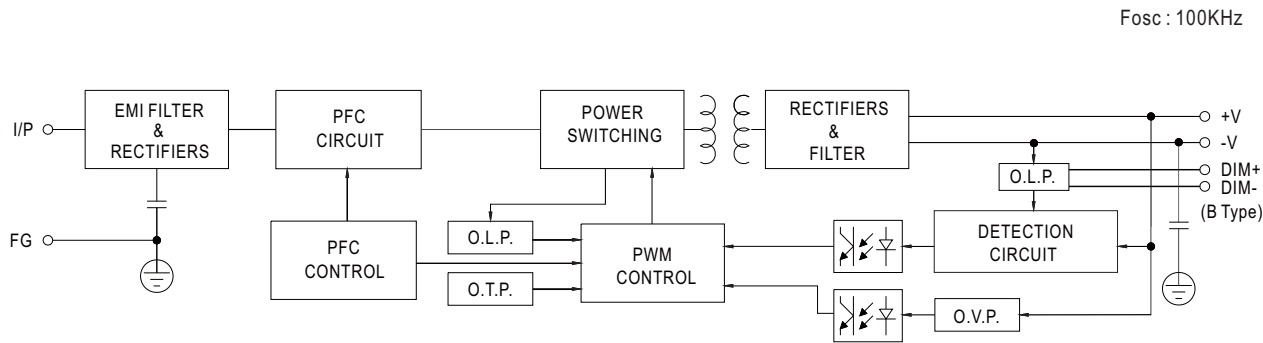 Fosc : 100KHz
I/P
EMI FILTER
&
RECTIFIERS
PFC
CIRCUIT
POWER
SWITCHING
RECTIFIERS
&
FILTER
+V
-V
DIM+
DIM-
(B Type)
O.L.P.
FG
PFC
CONTROL
O.L.P.
O.T.P.
PWM
CONTROL
DETECTION
CIRCUIT
O.V.P.